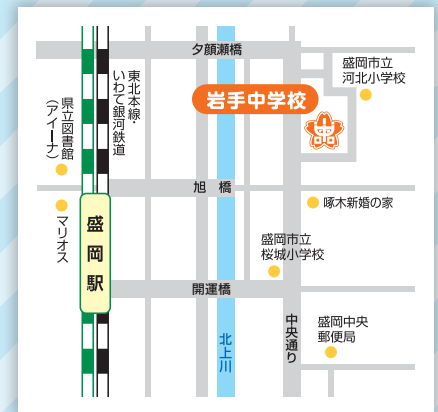 夕顔瀬橋
盛岡市立
河北小学校
東北本線・
いわて銀河鉄道
岩手中学校
中
県立図書館
(アイーナ)
旭橋
啄木新婚の家
マリオス
盛岡駅
盛岡市立
桜城小学校
開運橋
中央通り
盛岡中央
郵便局
北上川